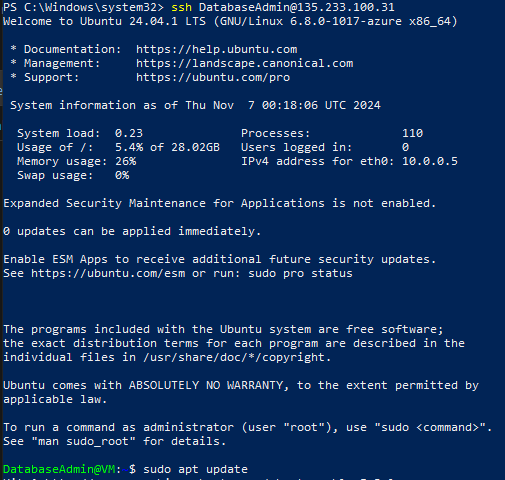 PS C:\Windows\system32> ssh DatabaseAdmin@135.233.100.31
Welcome to Ubuntu 24.04.1 LTS (GNU/Linux 6.8.0-1017-azure x86_64)
* Documentation: https://help.ubuntu.com
* Management: https://landscape.canonical.com
* Support: https://ubuntu.com/pro
System information as of Thu Nov 7 00:18:06 UTC 2024
System load: 0.23 Processes: 110
Usage of /: 5.4% of 28.02GB Users logged in: 0
Memory usage: 26% IPv4 address for eth0: 10.0.0.5
Swap usage: 0%
Expanded Security Maintenance for Applications is not enabled.
0 updates can be applied immediately.
Enable ESM Apps to receive additional future security updates.
See https://ubuntu.com/esm or run: sudo pro status
The programs included with the Ubuntu system are free software;
the exact distribution terms for each program are described in the
individual files in /usr/share/doc/*/copyright.
Ubuntu comes with ABSOLUTELY NO WARRANTY, to the extent permitted by
applicable law.
To run a command as administrator (user "root"), use "sudo <command>".
See "man sudo_root" for details.
DatabaseAdmin@VM: $ sudo apt update